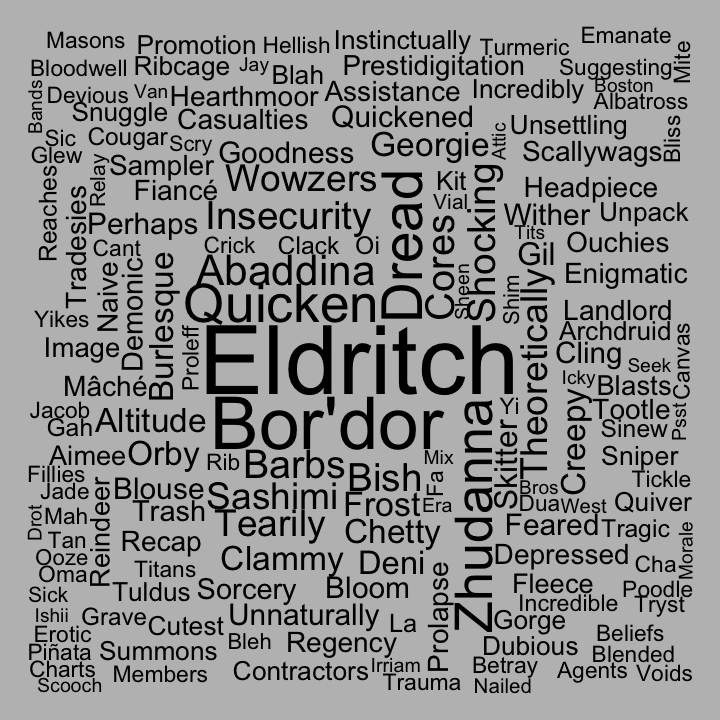 Masons Promotion Hellish Instinctually Turmeric Emanate
Bloodwell Ribcage Jay Blah Prestidigitation Suggesting Mite
Bands Devious Van Hearthmoor Assistance Incredibly Boston Albatross
Snuggle Casualties Quickened Unsettling Bliss
Sic Cougar Scry Goodness Georgie Attic Scallywags
Glew Relay Sampler Wowzers Dread Kit Shocking Headpiece
Reaches Tradesies Fiancé Insecurity Vial Wither Unpack
Perhaps Cores Tits
Cant Crick Clack Oi Gil Ouchies
Naive Demonic Burlesque Abaddina Sheen Shim Enigmatic
Quicken Theoretically Landlord
Yikes Proleff Eldritch Archdruid
Image Cling Seek Canvas
Mâché Icky Blasts
Jacob Altitude Bor'dor Yi Creepy Tootle Psst
Gah Zhudanna Skitter Sinew
Aimee Orby Rib Barbs Bish Mix Sniper
Fillies Fa Tickle
Jade Reindeer Blouse Sashimi Frost Era Bros Dua West Quiver
Drot Mah Trash Tearily Chetty Feared Tragic Morale
Tan Recap
Ooze Titans Clammy Deni Depressed Cha
Oma Prolapse
Sick Tuldus Sorcery Bloom Fleece Poodle
Ishii Grave Cutest Unnaturally La Gorge Incredible Tryst
Erotic Bleh Regency Dubious Beliefs
Piñata Summons Blended
Charts Members Contractors Irriam Betray Agents Voids
Scooch Trauma Nailed